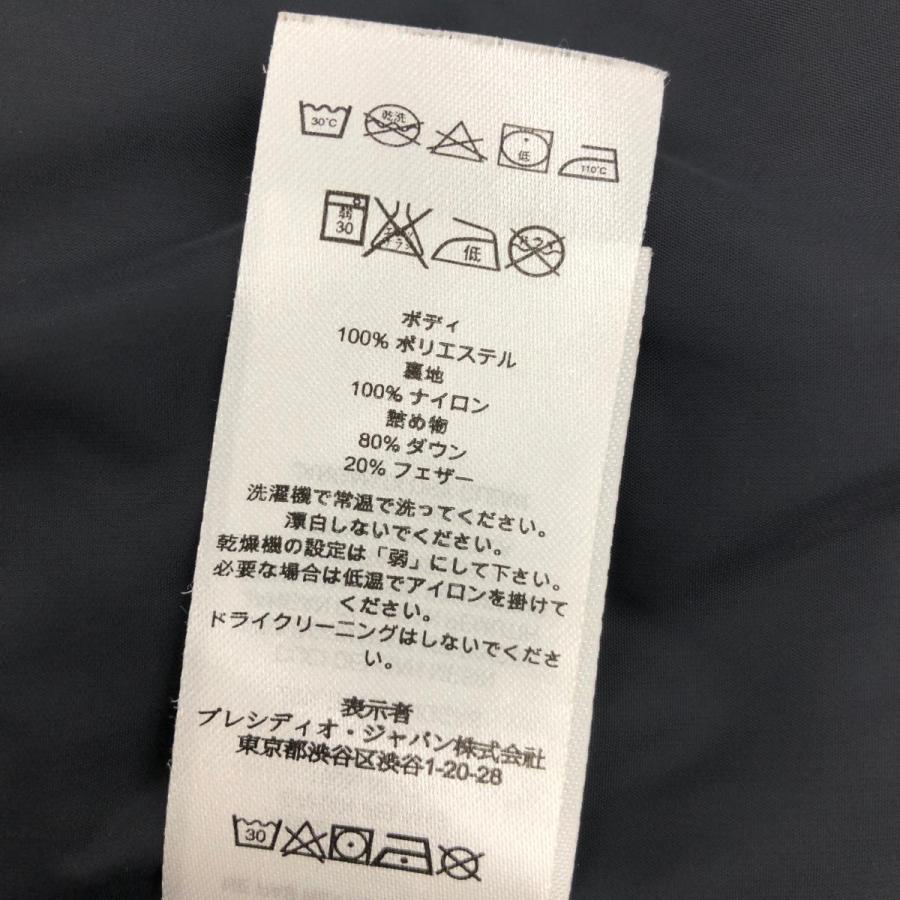 30℃ 乾洗 低 110℃
弱 30 低
ボディ
100% ポリエステル
裏地
100% ナイロン
詰め物
80% ダウン
20% フェザー
洗濯機で常温で洗ってください。
漂白しないでください。
乾燥機の設定は「弱」にして下さい。
必要な場合は低温でアイロンを掛けて
ください。
ドライクリーニングはしないでくださ
い。
表示者
プレシディオ・ジャパン株式会社
東京都渋谷区渋谷1-20-28
30